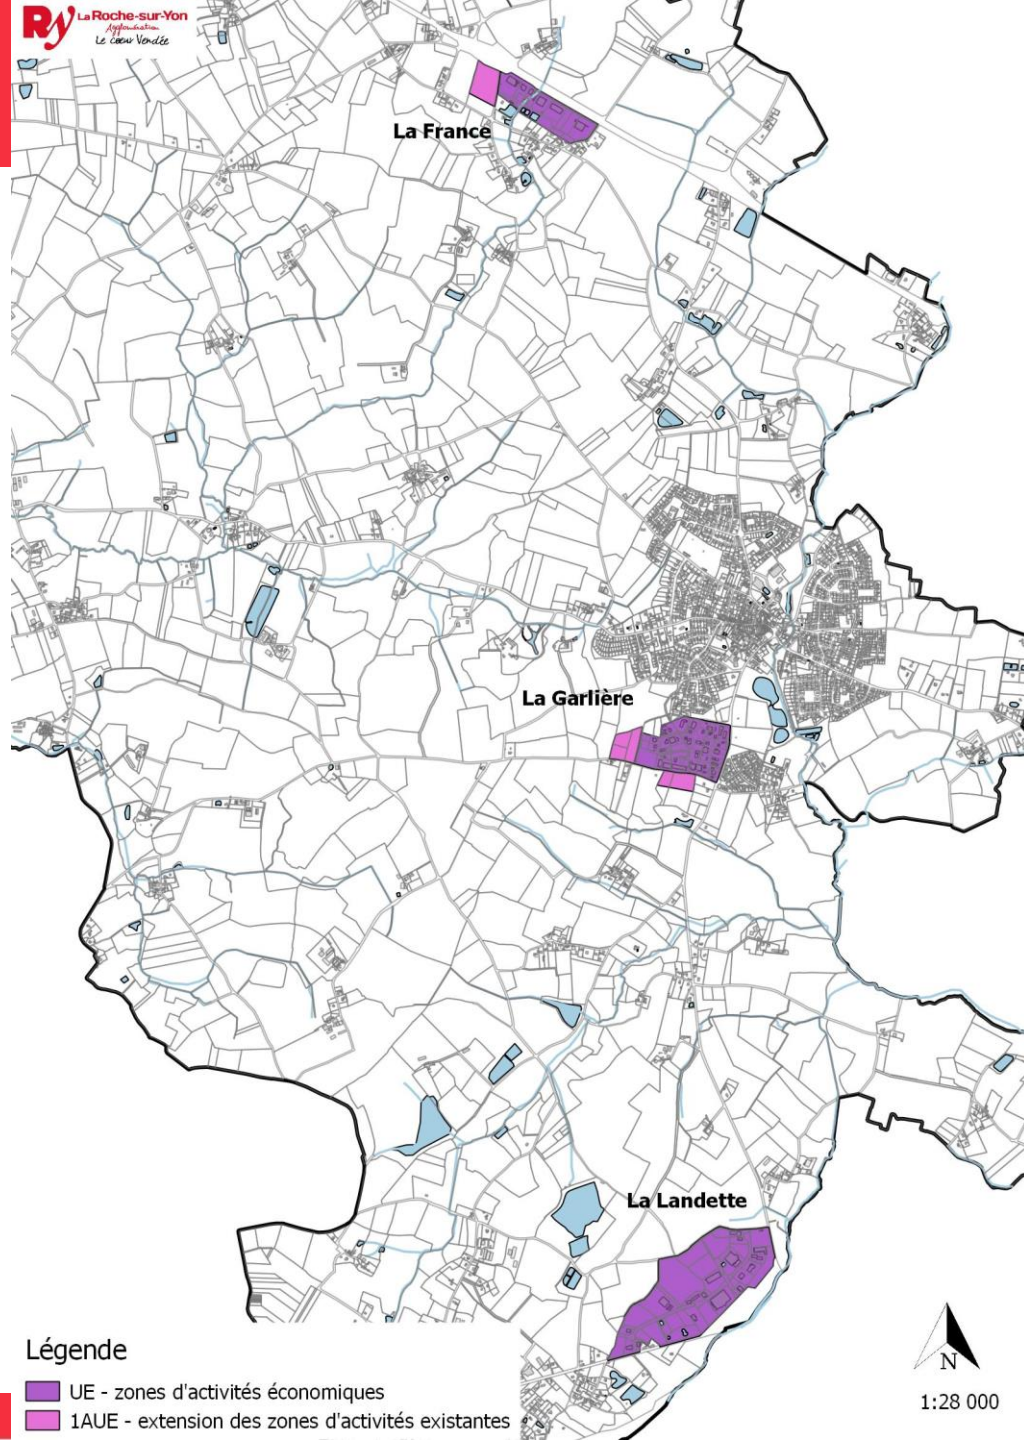 Ry La Roche-sur-Yon
Agglomération
Le cœur Vendée
La France
La Garlière
La Landette
Légende
UE - zones d'activités économiques
1AUE - extension des zones d'activités existantes
N
1:28 000